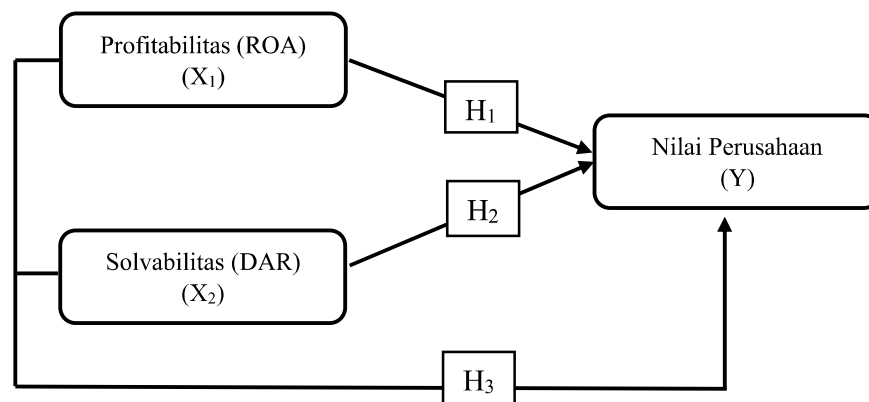 Profitabilitas (ROA)
(X₁)
H₁
Nilai Perusahaan
(Y)
H₂
Solvabilitas (DAR)
(X₂)
H₃